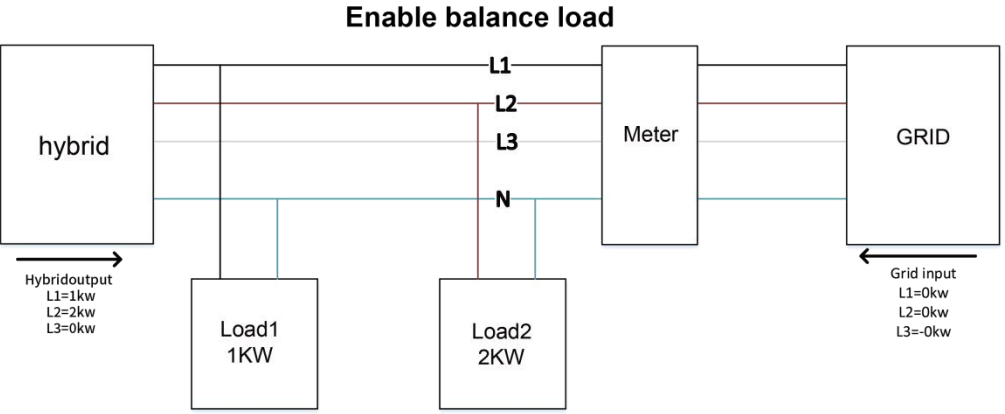 Enable balance load
L1
L2
L3
N
hybrid
Meter
GRID
Hybridoutput
L1=1kw
L2=2kw
L3=0kw
Load1
1KW
Load2
2KW
Grid input
L1=0kw
L2=0kw
L3=-0kw